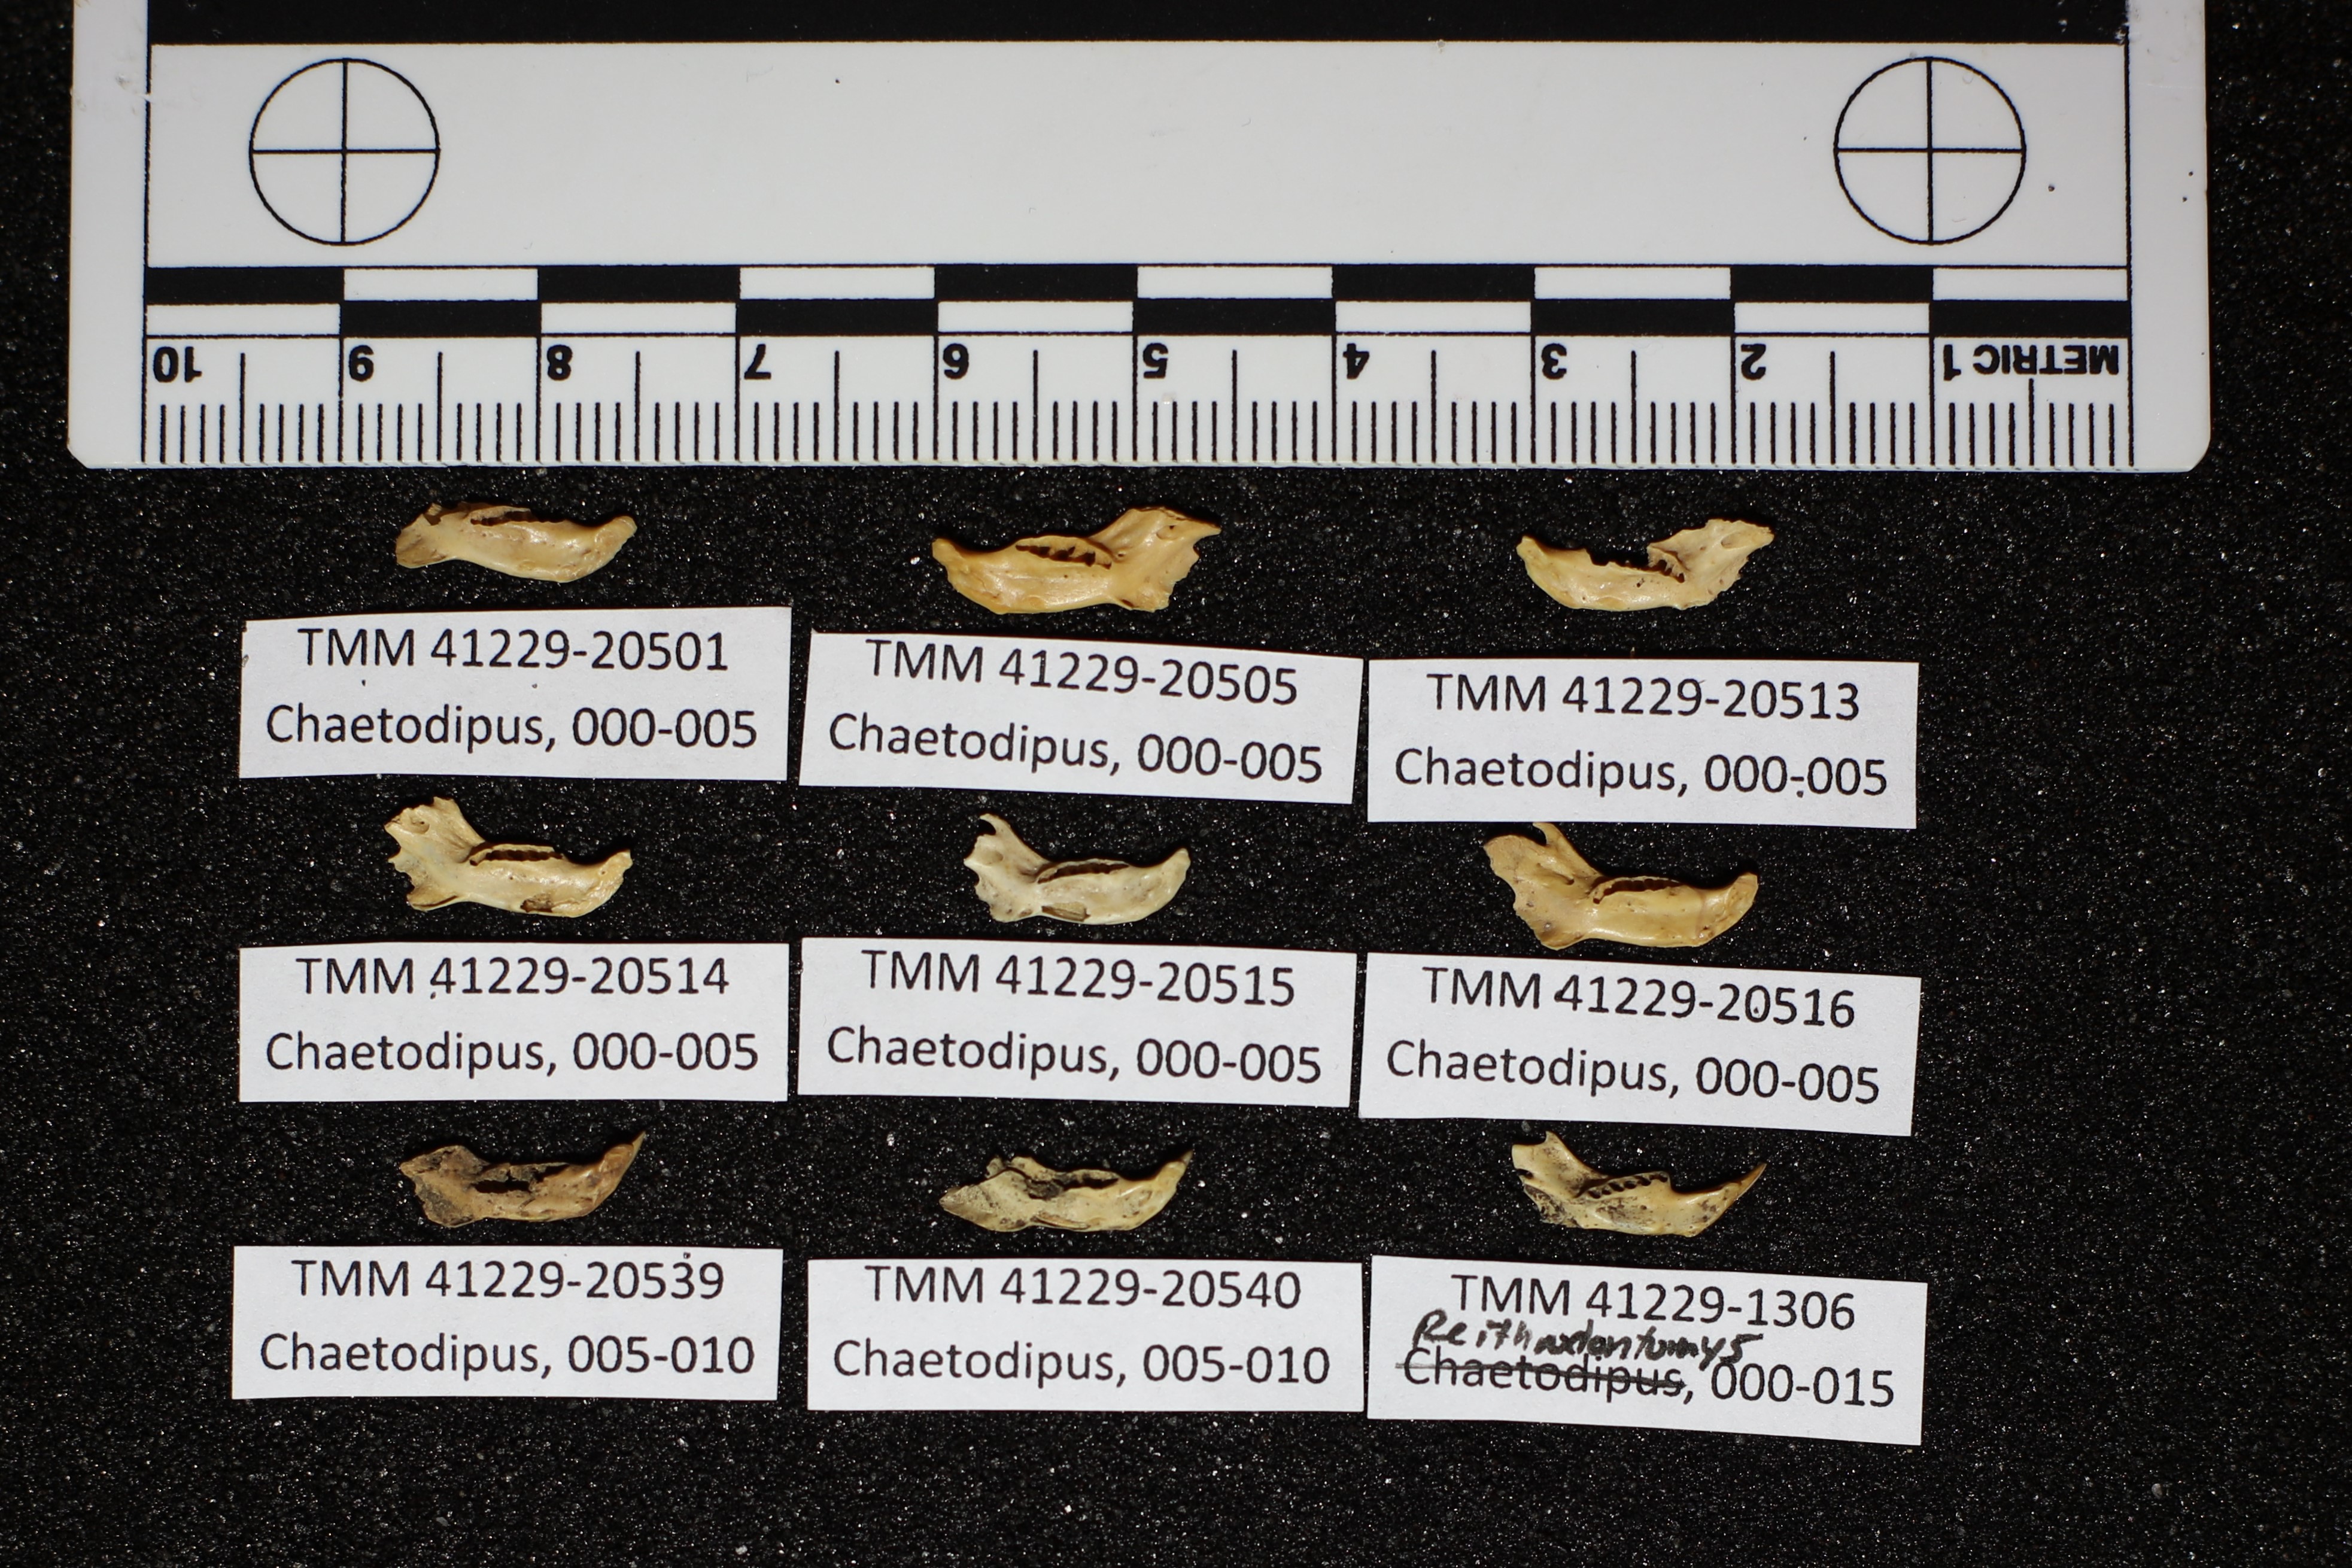 METRIC 1 2 3 4 5 6 7 8 9 10
TMM 41229-20501
Chaetodipus, 000-005
TMM 41229-20505
Chaetodipus, 000-005
TMM 41229-20513
Chaetodipus, 000-005
TMM 41229-20514
Chaetodipus, 000-005
TMM 41229-20515
Chaetodipus, 000-005
TMM 41229-20516
Chaetodipus, 000-005
TMM 41229-20539
Chaetodipus, 005-010
TMM 41229-20540
Chaetodipus, 005-010
TMM 41229-1306
Reithrodontomys
Chaetodipus, 000-015